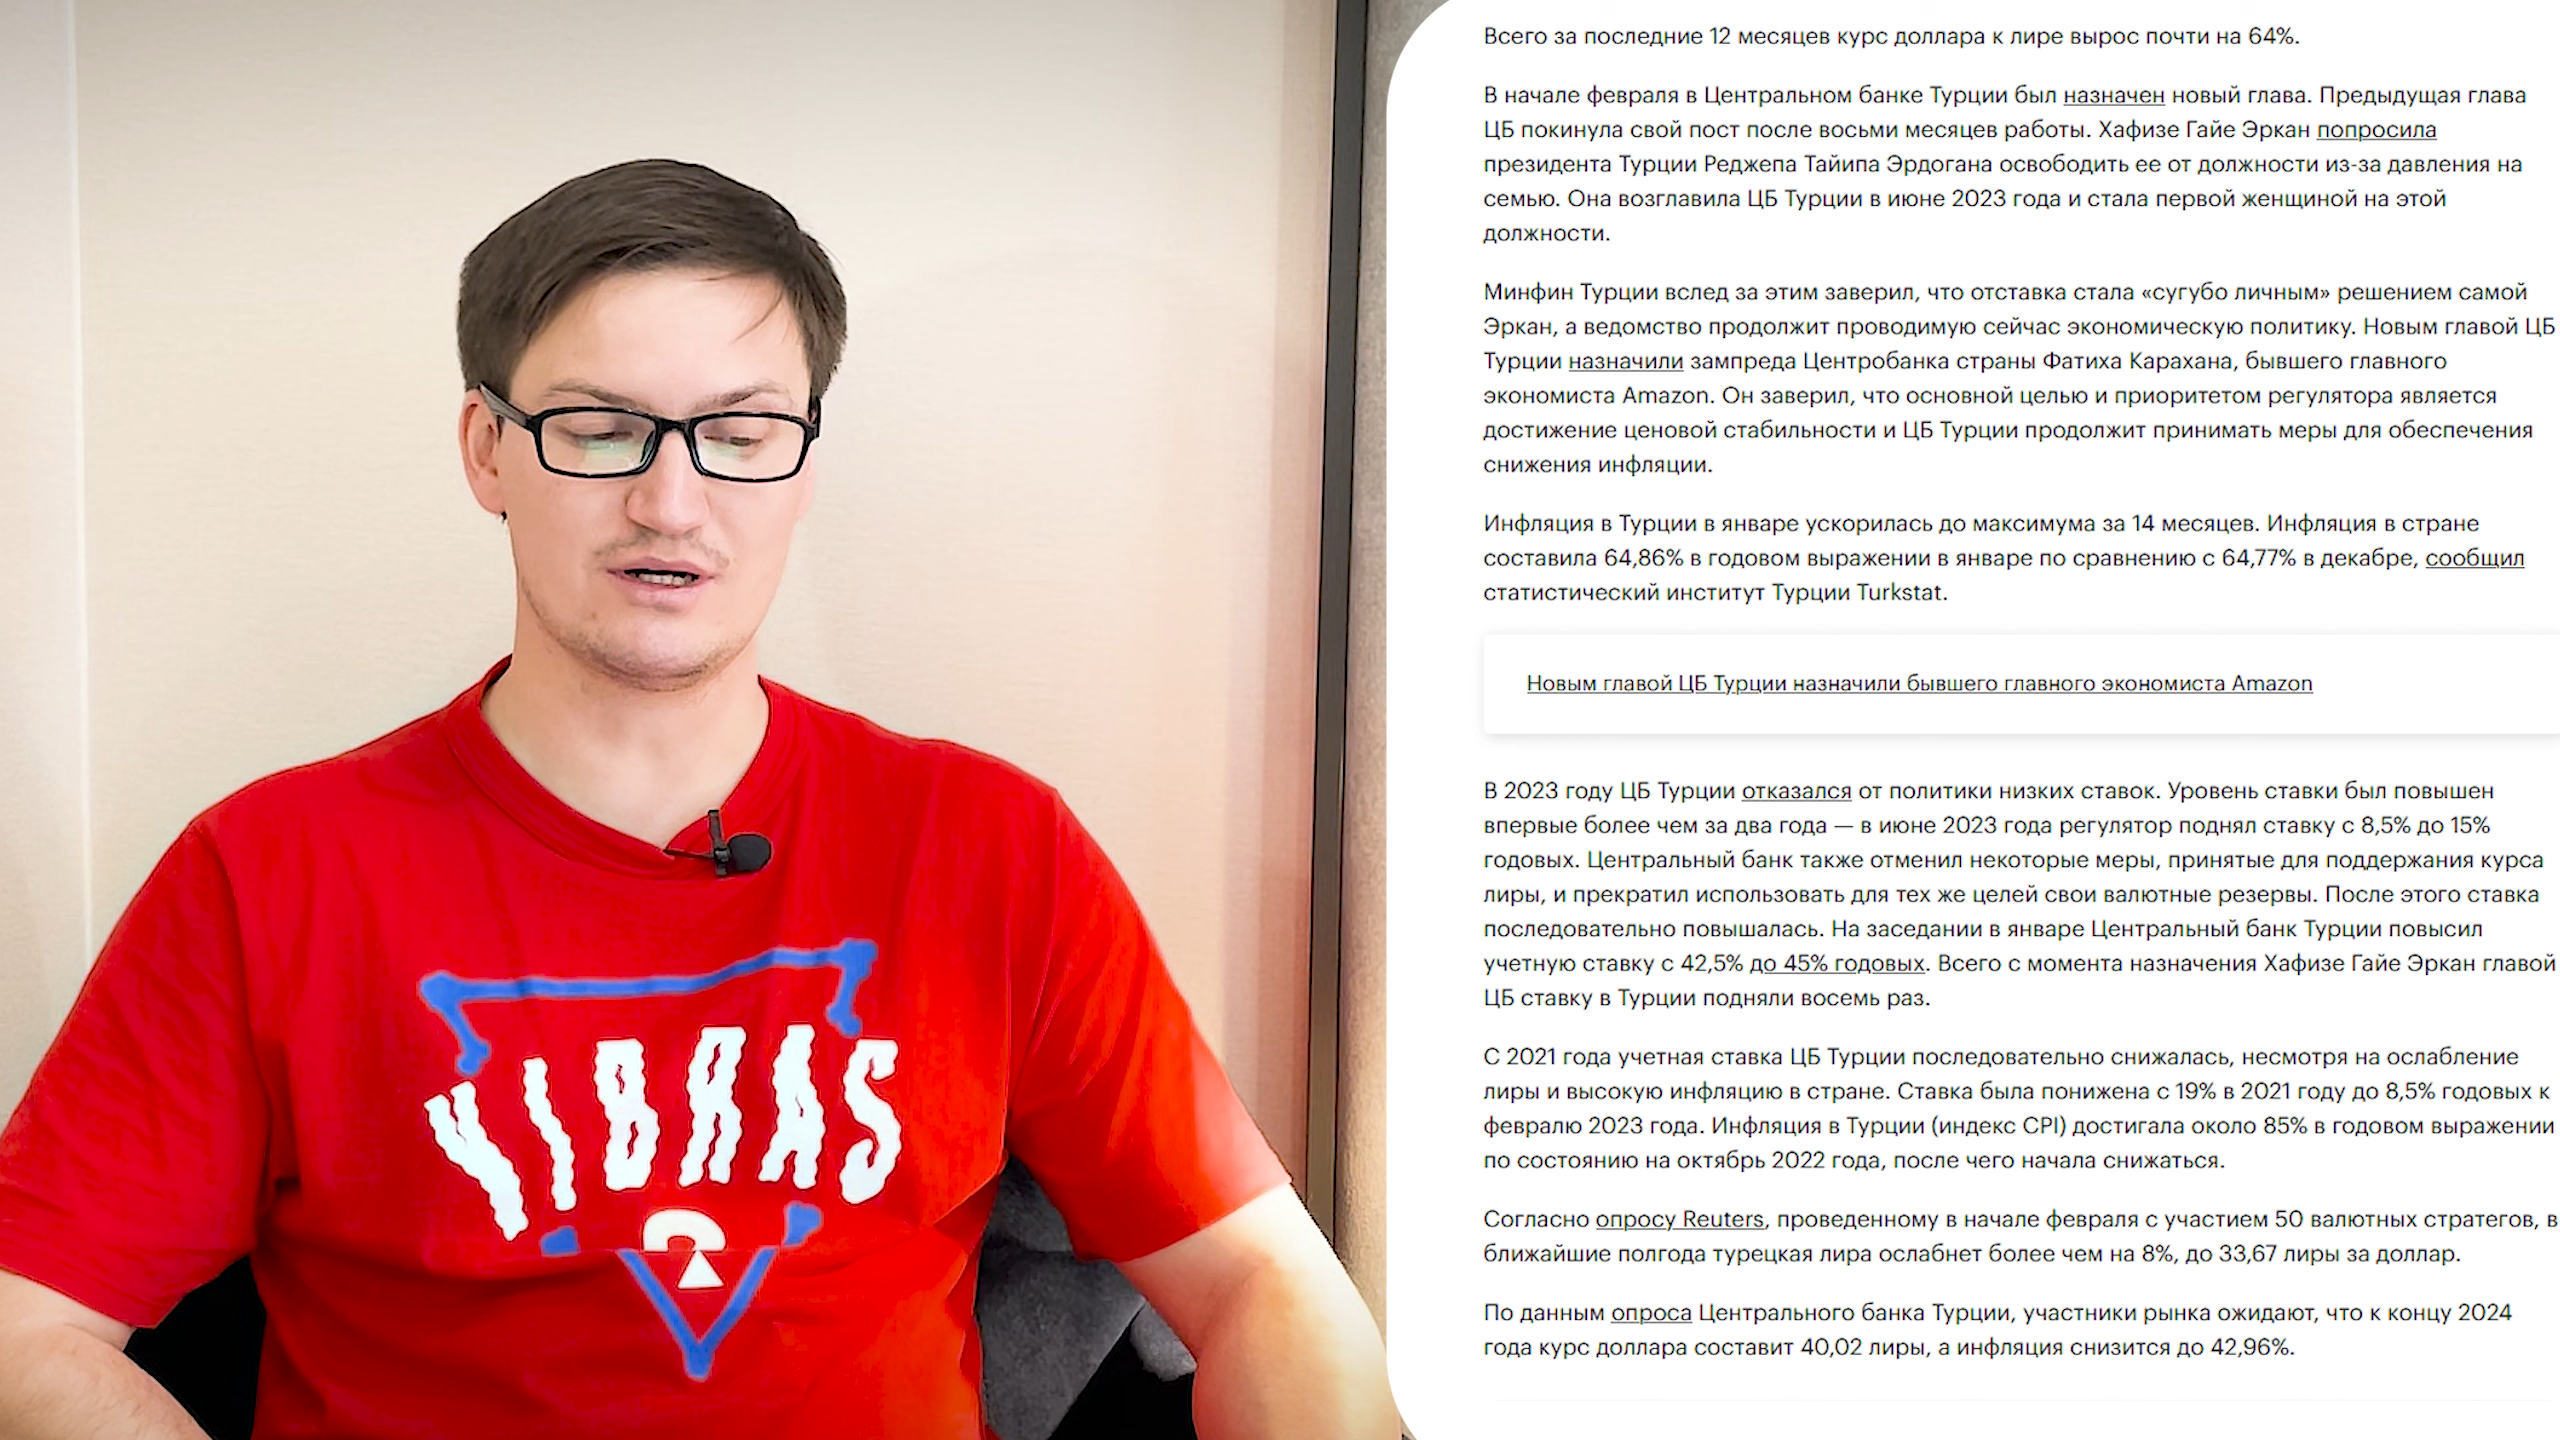 VIBRAS
Всего за последние 12 месяцев курс доллара к лире вырос почти на 64%.
В начале февраля в Центральном банке Турции был назначен новый глава. Предыдущая глава
ЦБ покинула свой пост после восьми месяцев работы. Хафизе Гайе Эркан попросила
президента Турции Реджепа Тайипа Эрдогана освободить ее от должности из-за давления на
семью. Она возглавила ЦБ Турции в июне 2023 года и стала первой женщиной на этой
должности.
Минфин Турции вслед за этим заверил, что отставка стала «сугубо личным» решением самой
Эркан, а ведомство продолжит проводимую сейчас экономическую политику. Новым главой ЦБ
Турции назначили зампреда Центробанка страны Фатиха Карахана, бывшего главного
экономиста Amazon. Он заверил, что основной целью и приоритетом регулятора является
достижение ценовой стабильности и ЦБ Турции продолжит принимать меры для обеспечения
снижения инфляции.
Инфляция в Турции в январе ускорилась до максимума за 14 месяцев. Инфляция в стране
составила 64,86% в годовом выражении в январе по сравнению с 64,77% в декабре, сообщил
статистический институт Турции Turkstat.
Новым главой ЦБ Турции назначили бывшего главного экономиста Amazon
В 2023 году ЦБ Турции отказался от политики низких ставок. Уровень ставки был повышен
впервые более чем за два года — в июне 2023 года регулятор поднял ставку с 8,5% до 15%
годовых. Центральный банк также отменил некоторые меры, принятые для поддержания курса
лиры, и прекратил использовать для тех же целей свои валютные резервы. После этого ставка
последовательно повышалась. На заседании в январе Центральный банк Турции повысил
учетную ставку с 42,5% до 45% годовых. Всего с момента назначения Хафизе Гайе Эркан главой
ЦБ ставку в Турции подняли восемь раз.
С 2021 года учетная ставка ЦБ Турции последовательно снижалась, несмотря на ослабление
лиры и высокую инфляцию в стране. Ставка была понижена с 19% в 2021 году до 8,5% годовых к
февралю 2023 года. Инфляция в Турции (индекс CPI) достигала около 85% в годовом выражении
по состоянию на октябрь 2022 года, после чего начала снижаться.
Согласно опросу Reuters, проведенному в начале февраля с участием 50 валютных стратегов, в
ближайшие полгода турецкая лира ослабнет более чем на 8%, до 33,67 лиры за доллар.
По данным опроса Центрального банка Турции, участники рынка ожидают, что к концу 2024
года курс доллара составит 40,02 лиры, а инфляция снизится до 42,96%.